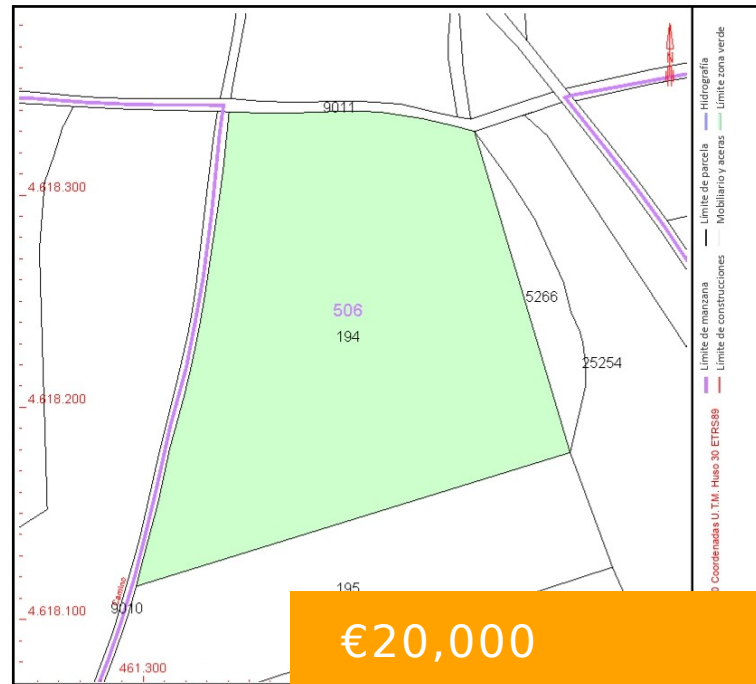 9011
4.618.300
506
194
5266
25254
4.618.200
195
Camino
9010
4.618.100
461.300
€20,000
N
Límite de manzana
Límite de parcela
Hidrografía
Límite de construcciones
Mobiliario y aceras
Límite zona verde
Coordenadas U.T.M. Huso 30 ETRS89